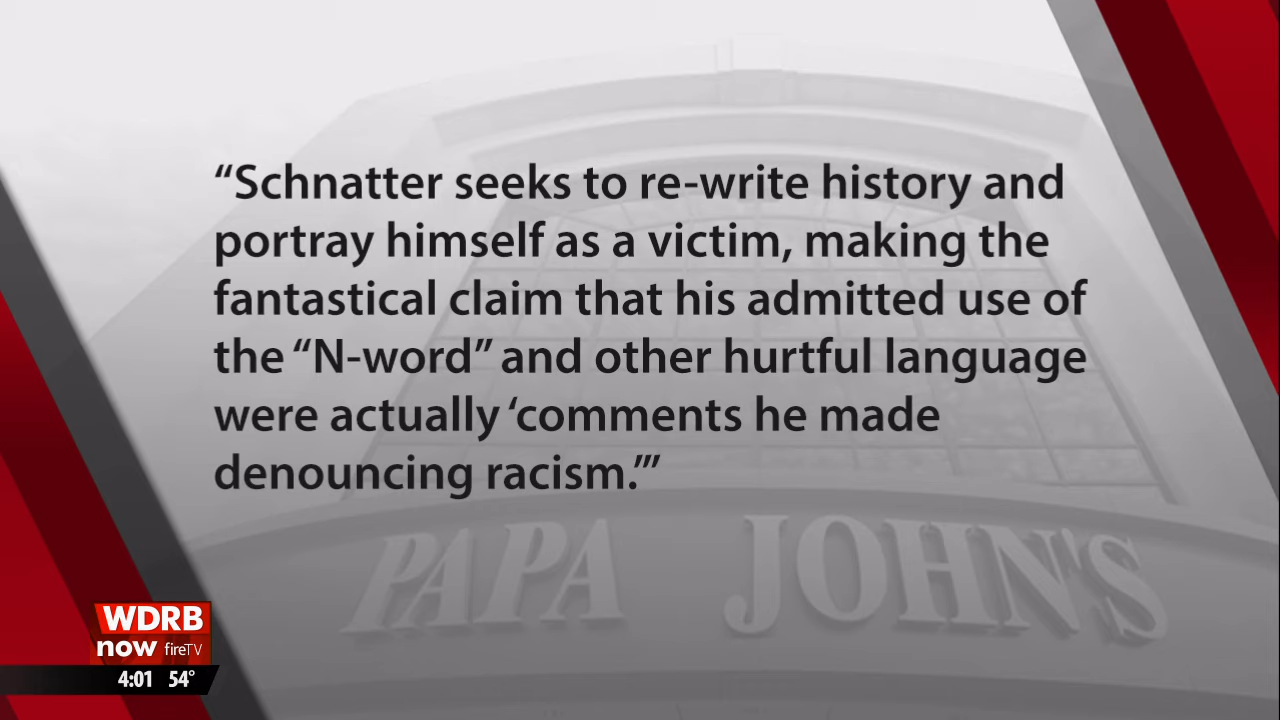 “Schnatter seeks to re-write history and
portray himself as a victim, making the
fantastical claim that his admitted use of
the “N-word” and other hurtful language
were actually ‘comments he made
denouncing racism.’”
PAPA JOHN'S
WDRB
now fireTV
4:01 54°